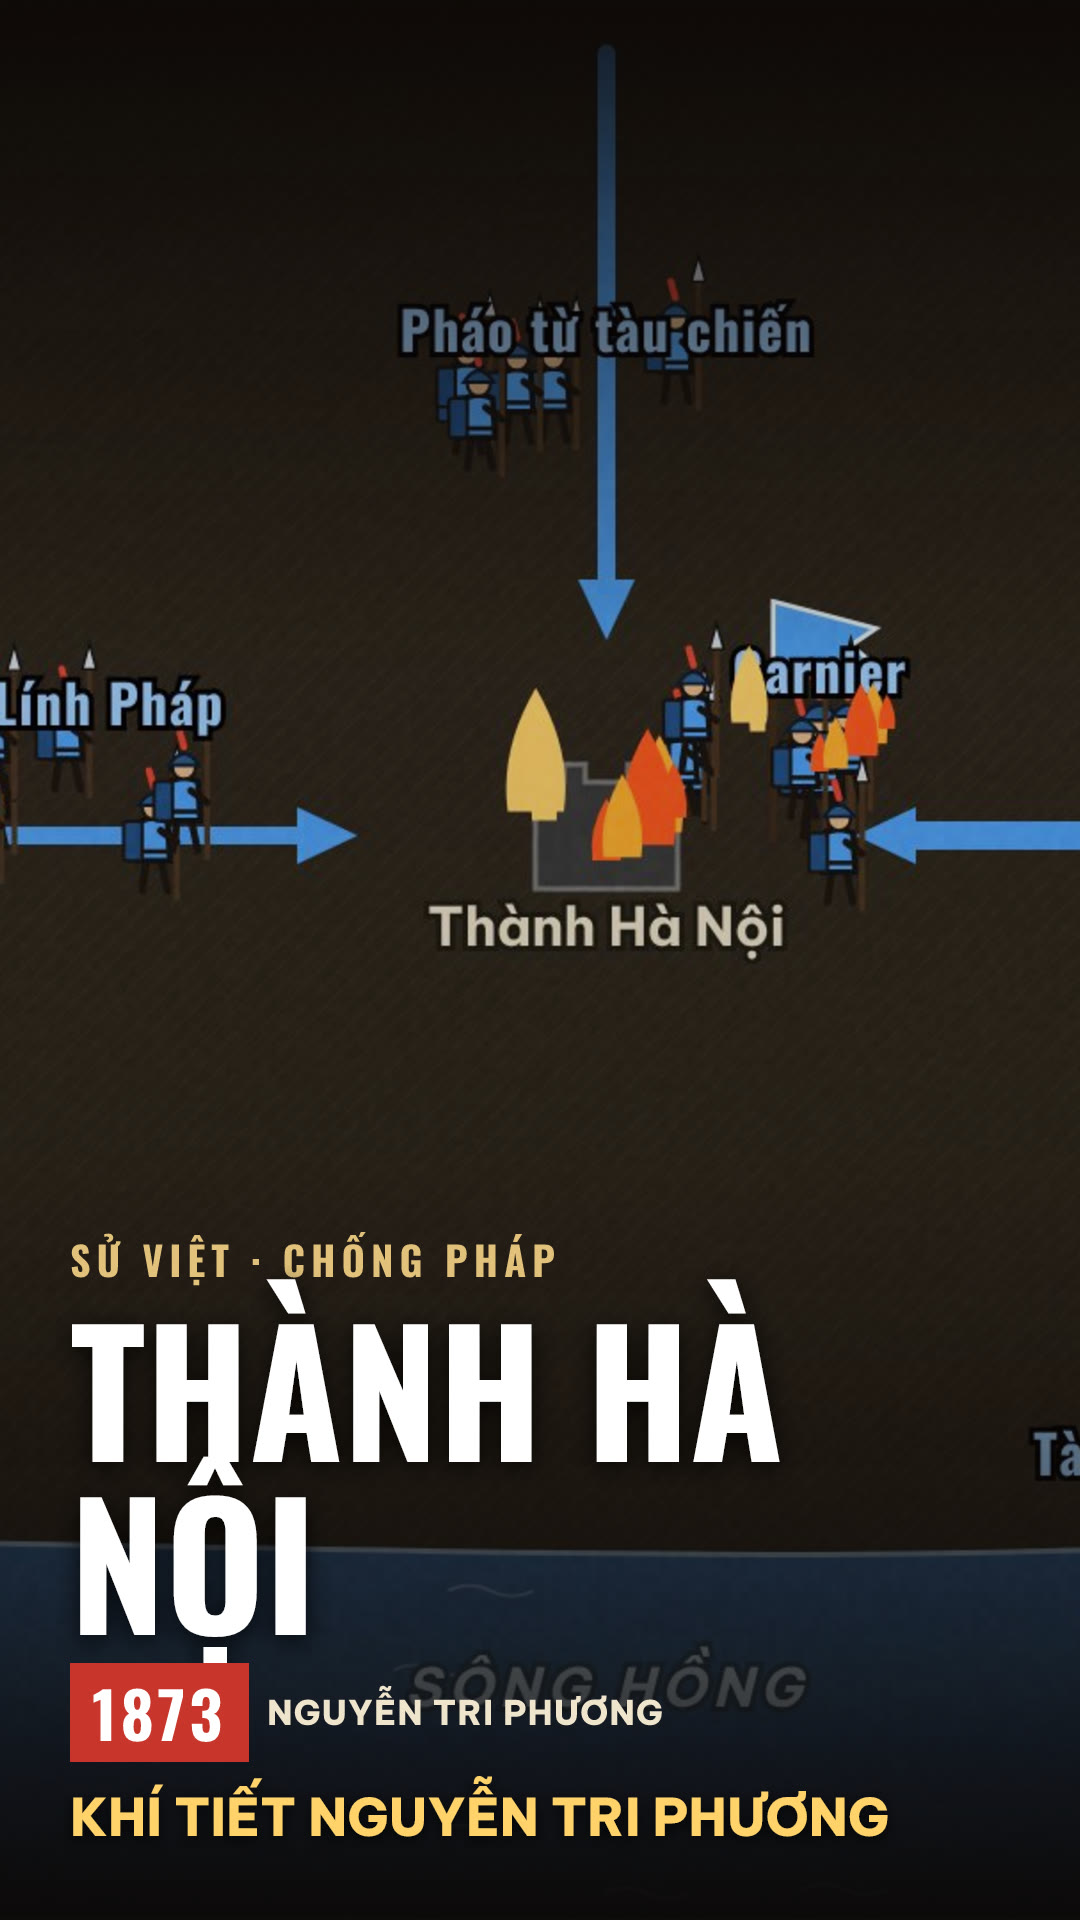 Pháo từ tàu chiến
Garnier
Lính Pháp
Thành Hà Nội
SỬ VIỆT · CHỐNG PHÁP
THÀNH HÀ
NỘI
SÔNG HỒNG
1873
NGUYỄN TRI PHƯƠNG
KHÍ TIẾT NGUYỄN TRI PHƯƠNG